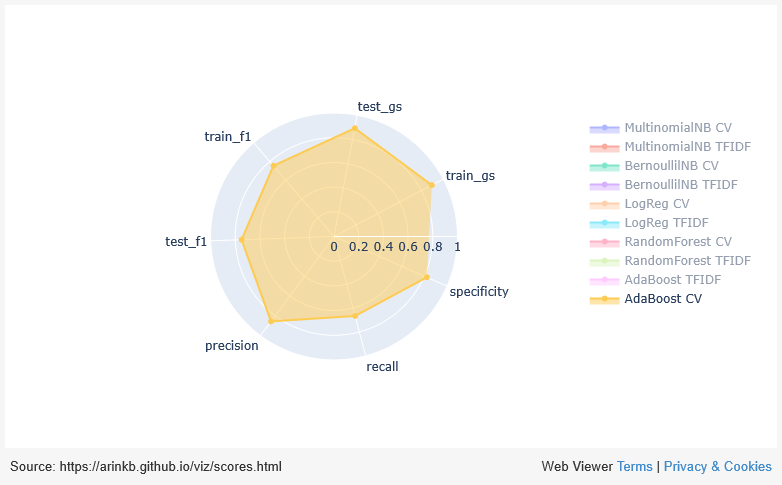 test_gs
train_f1
train_gs
test_f1
0 0.2 0.4 0.6 0.8 1
specificity
precision
recall
MultinomialNB CV
MultinomialNB TFIDF
BernoullilNB CV
BernoullilNB TFIDF
LogReg CV
LogReg TFIDF
RandomForest CV
RandomForest TFIDF
AdaBoost TFIDF
AdaBoost CV
Source: https://arinkb.github.io/viz/scores.html
Web Viewer Terms | Privacy & Cookies